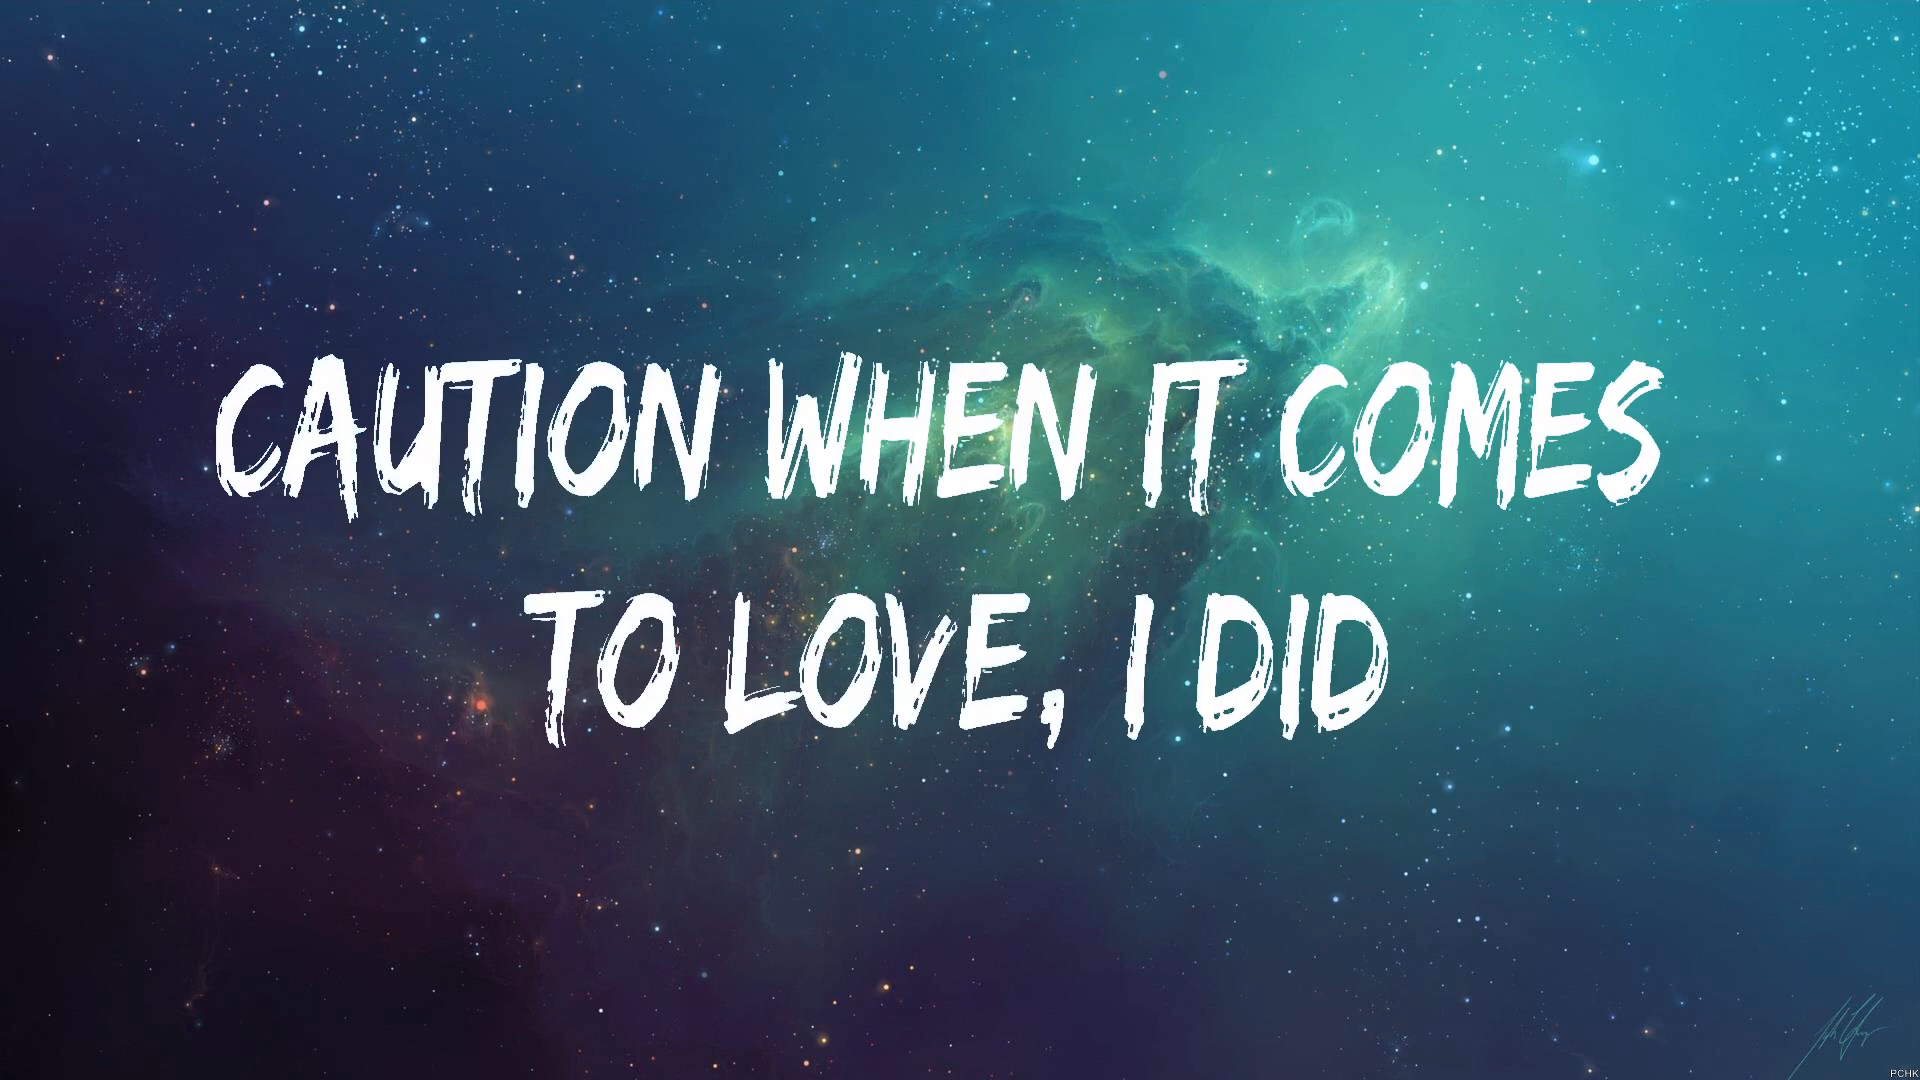 CAUTION WHEN IT COMES
TO LOVE, I DID
PCHK